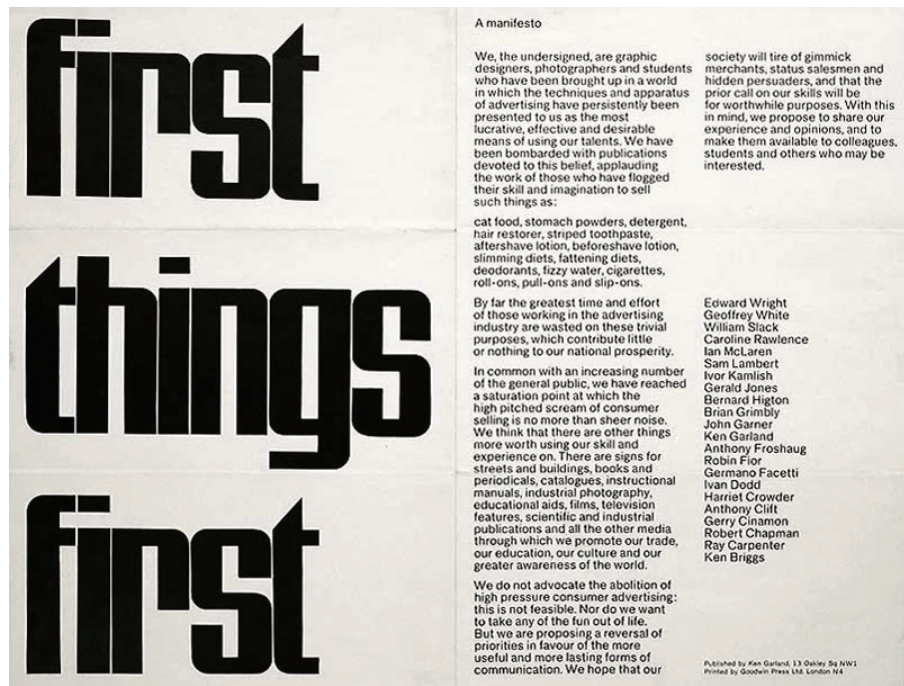 first
things
first
A manifesto
We, the undersigned, are graphic
designers, photographers and students
who have been brought up in a world
in which the techniques and apparatus
of advertising have persistently been
presented to us as the most
lucrative, effective and desirable
means of using our talents. We have
been bombarded with publications
devoted to this belief, applauding
the work of those who have flogged
their skill and imagination to sell
such things as:
cat food, stomach powders, detergent,
hair restorer, striped toothpaste,
aftershave lotion, beforeshave lotion,
slimming diets, fattening diets,
deodorants, fizzy water, cigarettes,
roll-ons, pull-ons and slip-ons.
By far the greatest time and effort
of those working in the advertising
industry are wasted on these trivial
purposes, which contribute little
or nothing to our national prosperity.
In common with an increasing number
of the general public, we have reached
a saturation point at which the
high pitched scream of consumer
selling is no more than sheer noise.
We think that there are other things
more worth using our skill and
experience on. There are signs for
streets and buildings, books and
periodicals, catalogues, instructional
manuals, industrial photography,
educational aids, films, television
features, scientific and industrial
publications and all the other media
through which we promote our trade,
our education, our culture and our
greater awareness of the world.
We do not advocate the abolition of
high pressure consumer advertising:
this is not feasible. Nor do we want
to take any of the fun out of life.
But we are proposing a reversal of
priorities in favour of the more
useful and more lasting forms of
communication. We hope that our
society will tire of gimmick
merchants, status salesmen and
hidden persuaders, and that the
prior call on our skills will be
for worthwhile purposes. With this
in mind, we propose to share our
experience and opinions, and to
make them available to colleagues,
students and others who may be
interested.
Edward Wright
Geoffrey White
William Slack
Caroline Rawlence
Ian McLaren
Sam Lambert
Ivor Kamlish
Gerald Jones
Bernard Higton
Brian Grimbly
John Garner
Ken Garland
Anthony Froshaug
Robin Fior
Germano Facetti
Ivan Dodd
Harriet Crowder
Anthony Clift
Gerry Cinamon
Robert Chapman
Ray Carpenter
Ken Briggs
Published by Ken Garland, 13 Oakley Sq NW1
Printed by Goodwin Press Ltd. London N4